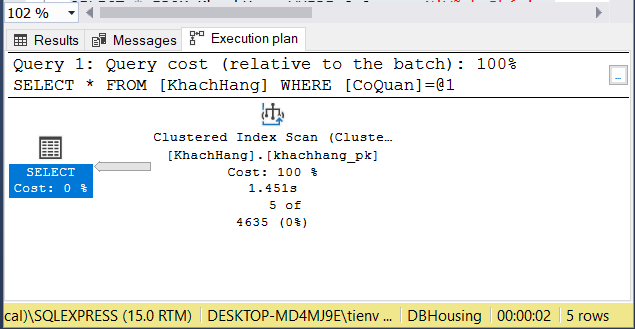 102 %
Results Messages Execution plan
Query 1: Query cost (relative to the batch): 100%
SELECT * FROM [KhachHang] WHERE [CoQuan]=@1
...
Clustered Index Scan (Cluste…
[KhachHang].[khachhang_pk]
Cost: 100 %
1.451s
5 of
4635 (0%)
SELECT
Cost: 0 %
cal)\SQLEXPRESS (15.0 RTM) DESKTOP-MD4MJ9E\tienv ... DBHousing 00:00:02 5 rows